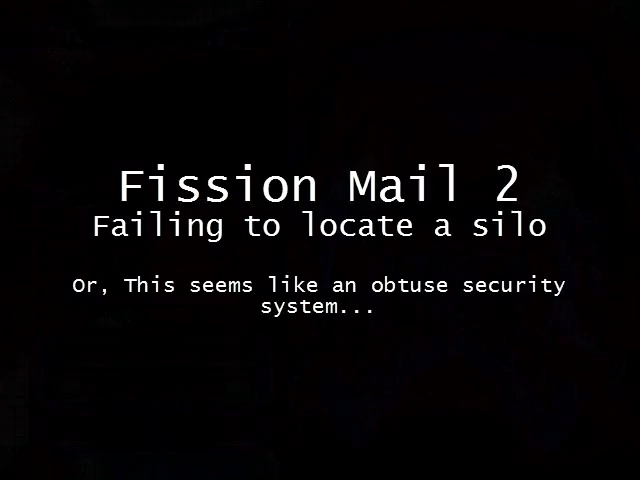 Fission Mail 2
Failing to locate a silo
Or, This seems like an obtuse security
system...